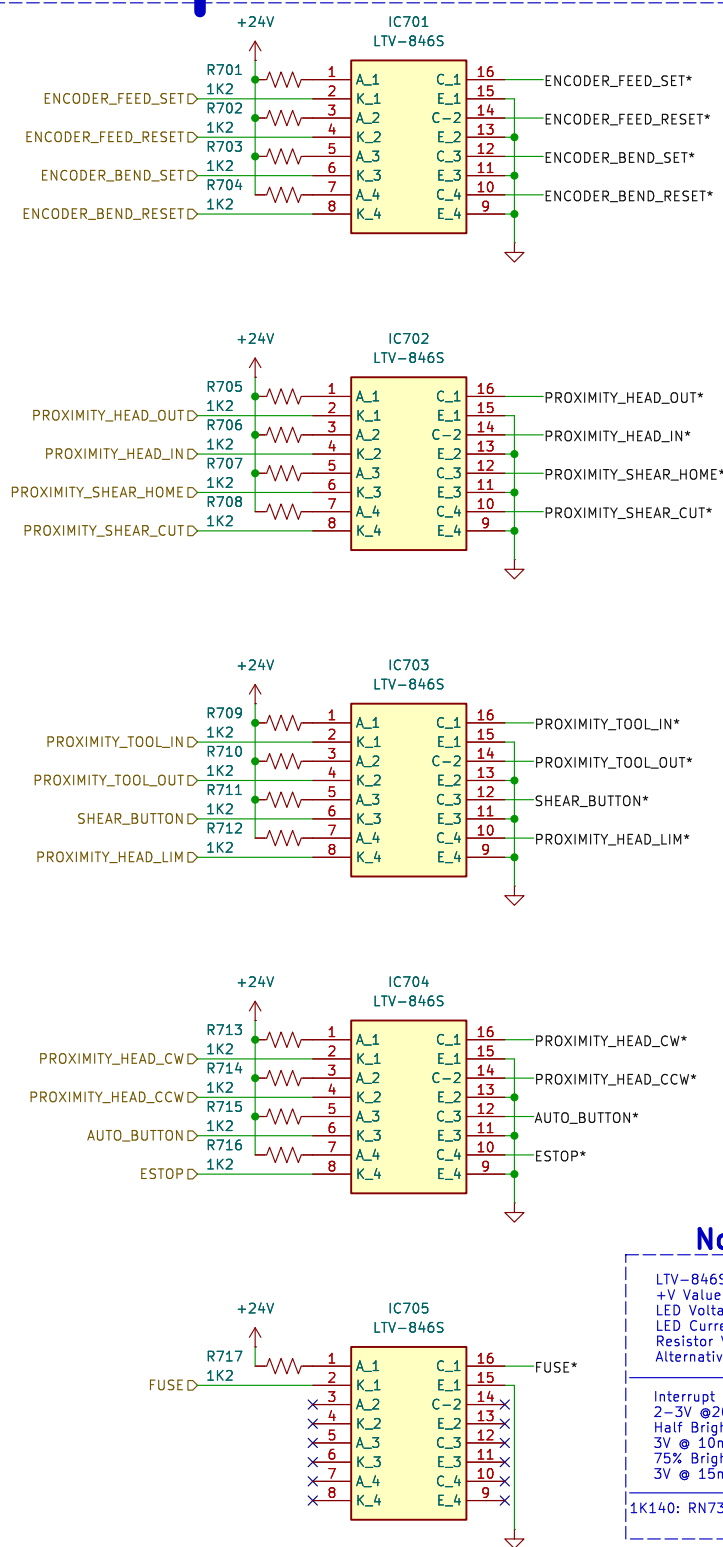 +24V
IC701
LTV-846S
R701
1K2
R702
1K2
R703
1K2
R704
1K2
ENCODER_FEED_SET
ENCODER_FEED_RESET
ENCODER_BEND_SET
ENCODER_BEND_RESET
1 A_1 C_1 16
2 K_1 E_1 15
3 A_2 C-2 14
4 K_2 E_2 13
5 A_3 C_3 12
6 K_3 E_3 11
7 A_4 C_4 10
8 K_4 E_4 9
ENCODER_FEED_SET*
ENCODER_FEED_RESET*
ENCODER_BEND_SET*
ENCODER_BEND_RESET*
+24V
IC702
LTV-846S
R705
1K2
R706
1K2
R707
1K2
R708
1K2
PROXIMITY_HEAD_OUT
PROXIMITY_HEAD_IN
PROXIMITY_SHEAR_HOME
PROXIMITY_SHEAR_CUT
1 A_1 C_1 16
2 K_1 E_1 15
3 A_2 C-2 14
4 K_2 E_2 13
5 A_3 C_3 12
6 K_3 E_3 11
7 A_4 C_4 10
8 K_4 E_4 9
PROXIMITY_HEAD_OUT*
PROXIMITY_HEAD_IN*
PROXIMITY_SHEAR_HOME*
PROXIMITY_SHEAR_CUT*
+24V
IC703
LTV-846S
R709
1K2
R710
1K2
R711
1K2
R712
1K2
PROXIMITY_TOOL_IN
PROXIMITY_TOOL_OUT
SHEAR_BUTTON
PROXIMITY_HEAD_LIM
1 A_1 C_1 16
2 K_1 E_1 15
3 A_2 C-2 14
4 K_2 E_2 13
5 A_3 C_3 12
6 K_3 E_3 11
7 A_4 C_4 10
8 K_4 E_4 9
PROXIMITY_TOOL_IN*
PROXIMITY_TOOL_OUT*
SHEAR_BUTTON*
PROXIMITY_HEAD_LIM*
+24V
IC704
LTV-846S
R713
1K2
R714
1K2
R715
1K2
R716
1K2
PROXIMITY_HEAD_CW
PROXIMITY_HEAD_CCW
AUTO_BUTTON
ESTOP
1 A_1 C_1 16
2 K_1 E_1 15
3 A_2 C-2 14
4 K_2 E_2 13
5 A_3 C_3 12
6 K_3 E_3 11
7 A_4 C_4 10
8 K_4 E_4 9
PROXIMITY_HEAD_CW*
PROXIMITY_HEAD_CCW*
AUTO_BUTTON*
ESTOP*
+24V
IC705
LTV-846S
R717
1K2
FUSE
1 A_1 C_1 16
2 K_1 E_1 15
3 A_2 C-2 14
4 K_2 E_2 13
5 A_3 C_3 12
6 K_3 E_3 11
7 A_4 C_4 10
8 K_4 E_4 9
FUSE*
LTV-846S
+V Value
LED
LED
Resistor
Interrupt
2-3V
Half
3V @
75%
3V @
1K140: